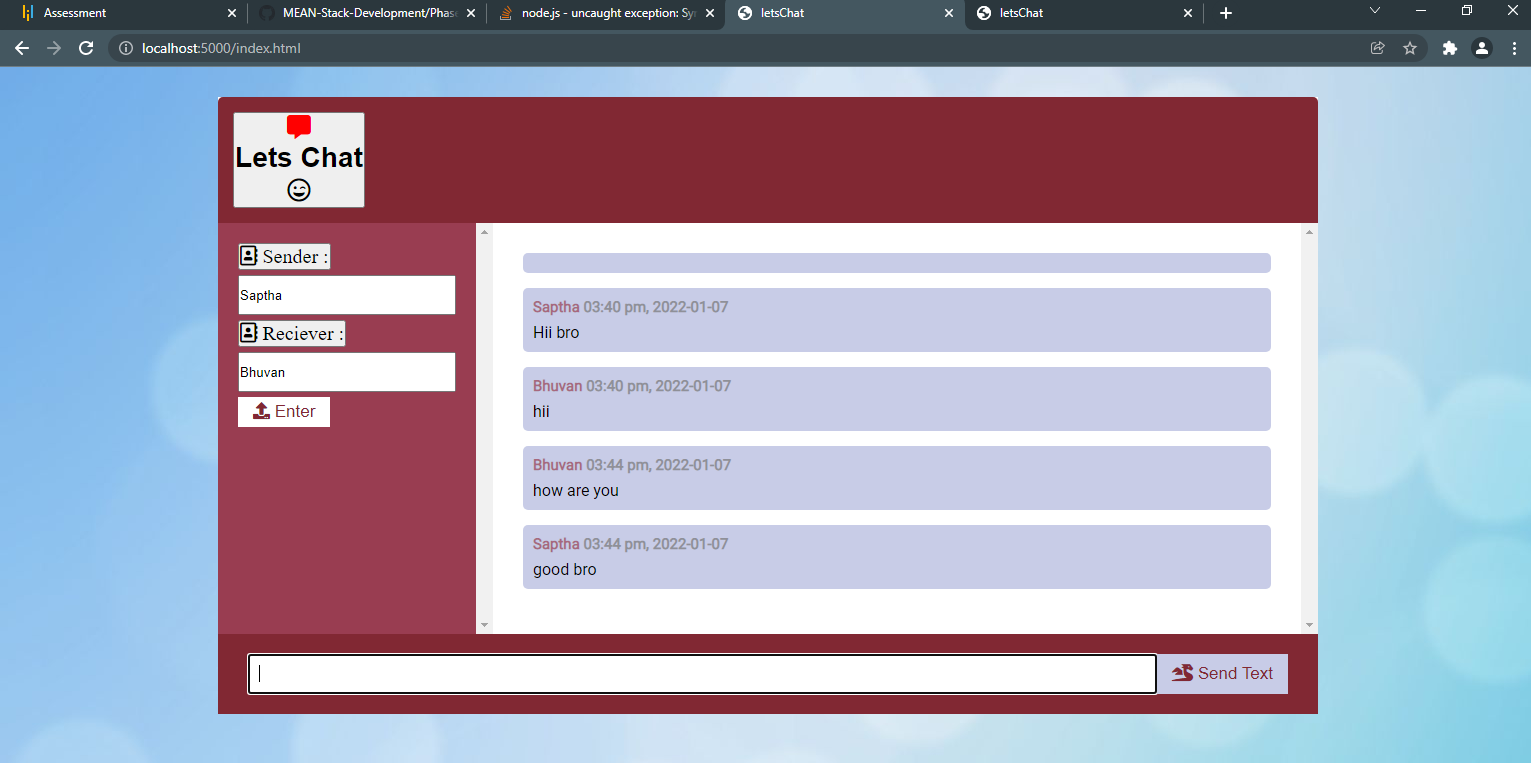 Assessment
MEAN-Stack-Development/Phase
node.js - uncaught exception: Syn
letsChat
letsChat
localhost:5000/index.html
Lets Chat
Sender :
Saptha
Reciever :
Bhuvan
Enter
Saptha 03:40 pm, 2022-01-07
Hii bro
Bhuvan 03:40 pm, 2022-01-07
hii
Bhuvan 03:44 pm, 2022-01-07
how are you
Saptha 03:44 pm, 2022-01-07
good bro
Send Text